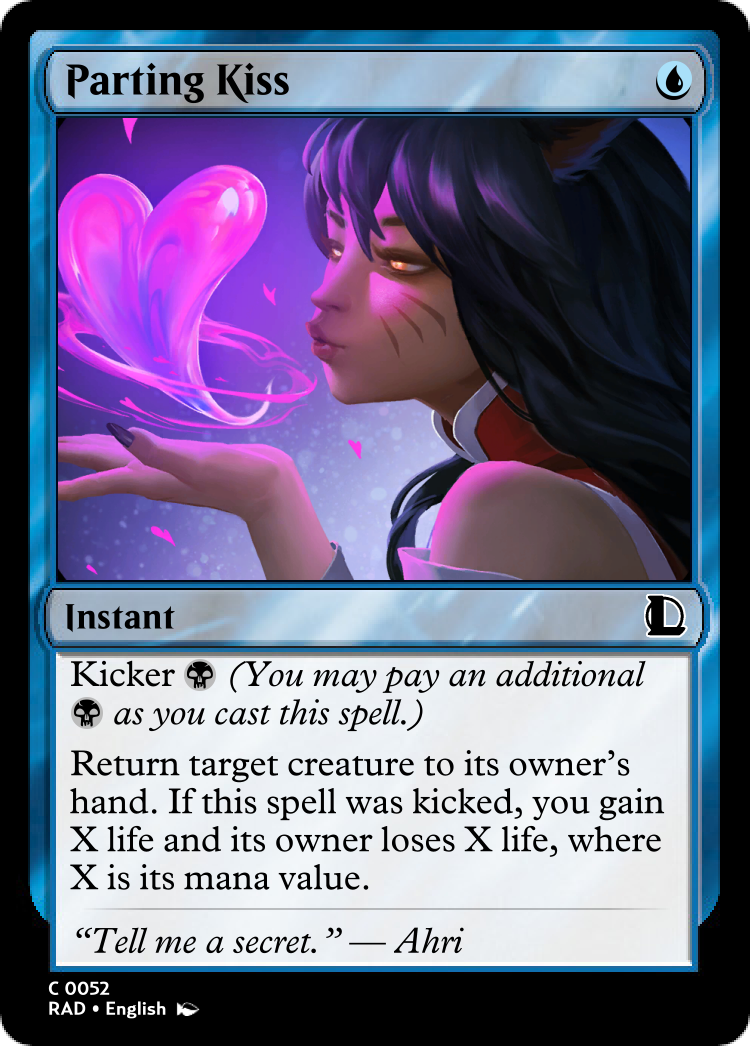 Parting Kiss
Instant
Kicker (You may pay an additional
as you cast this spell.)
Return target creature to its owner's
hand. If this spell was kicked, you gain
X life and its owner loses X life, where
X is its mana value.
“Tell me a secret.” — Ahri
C 0052
RAD • English